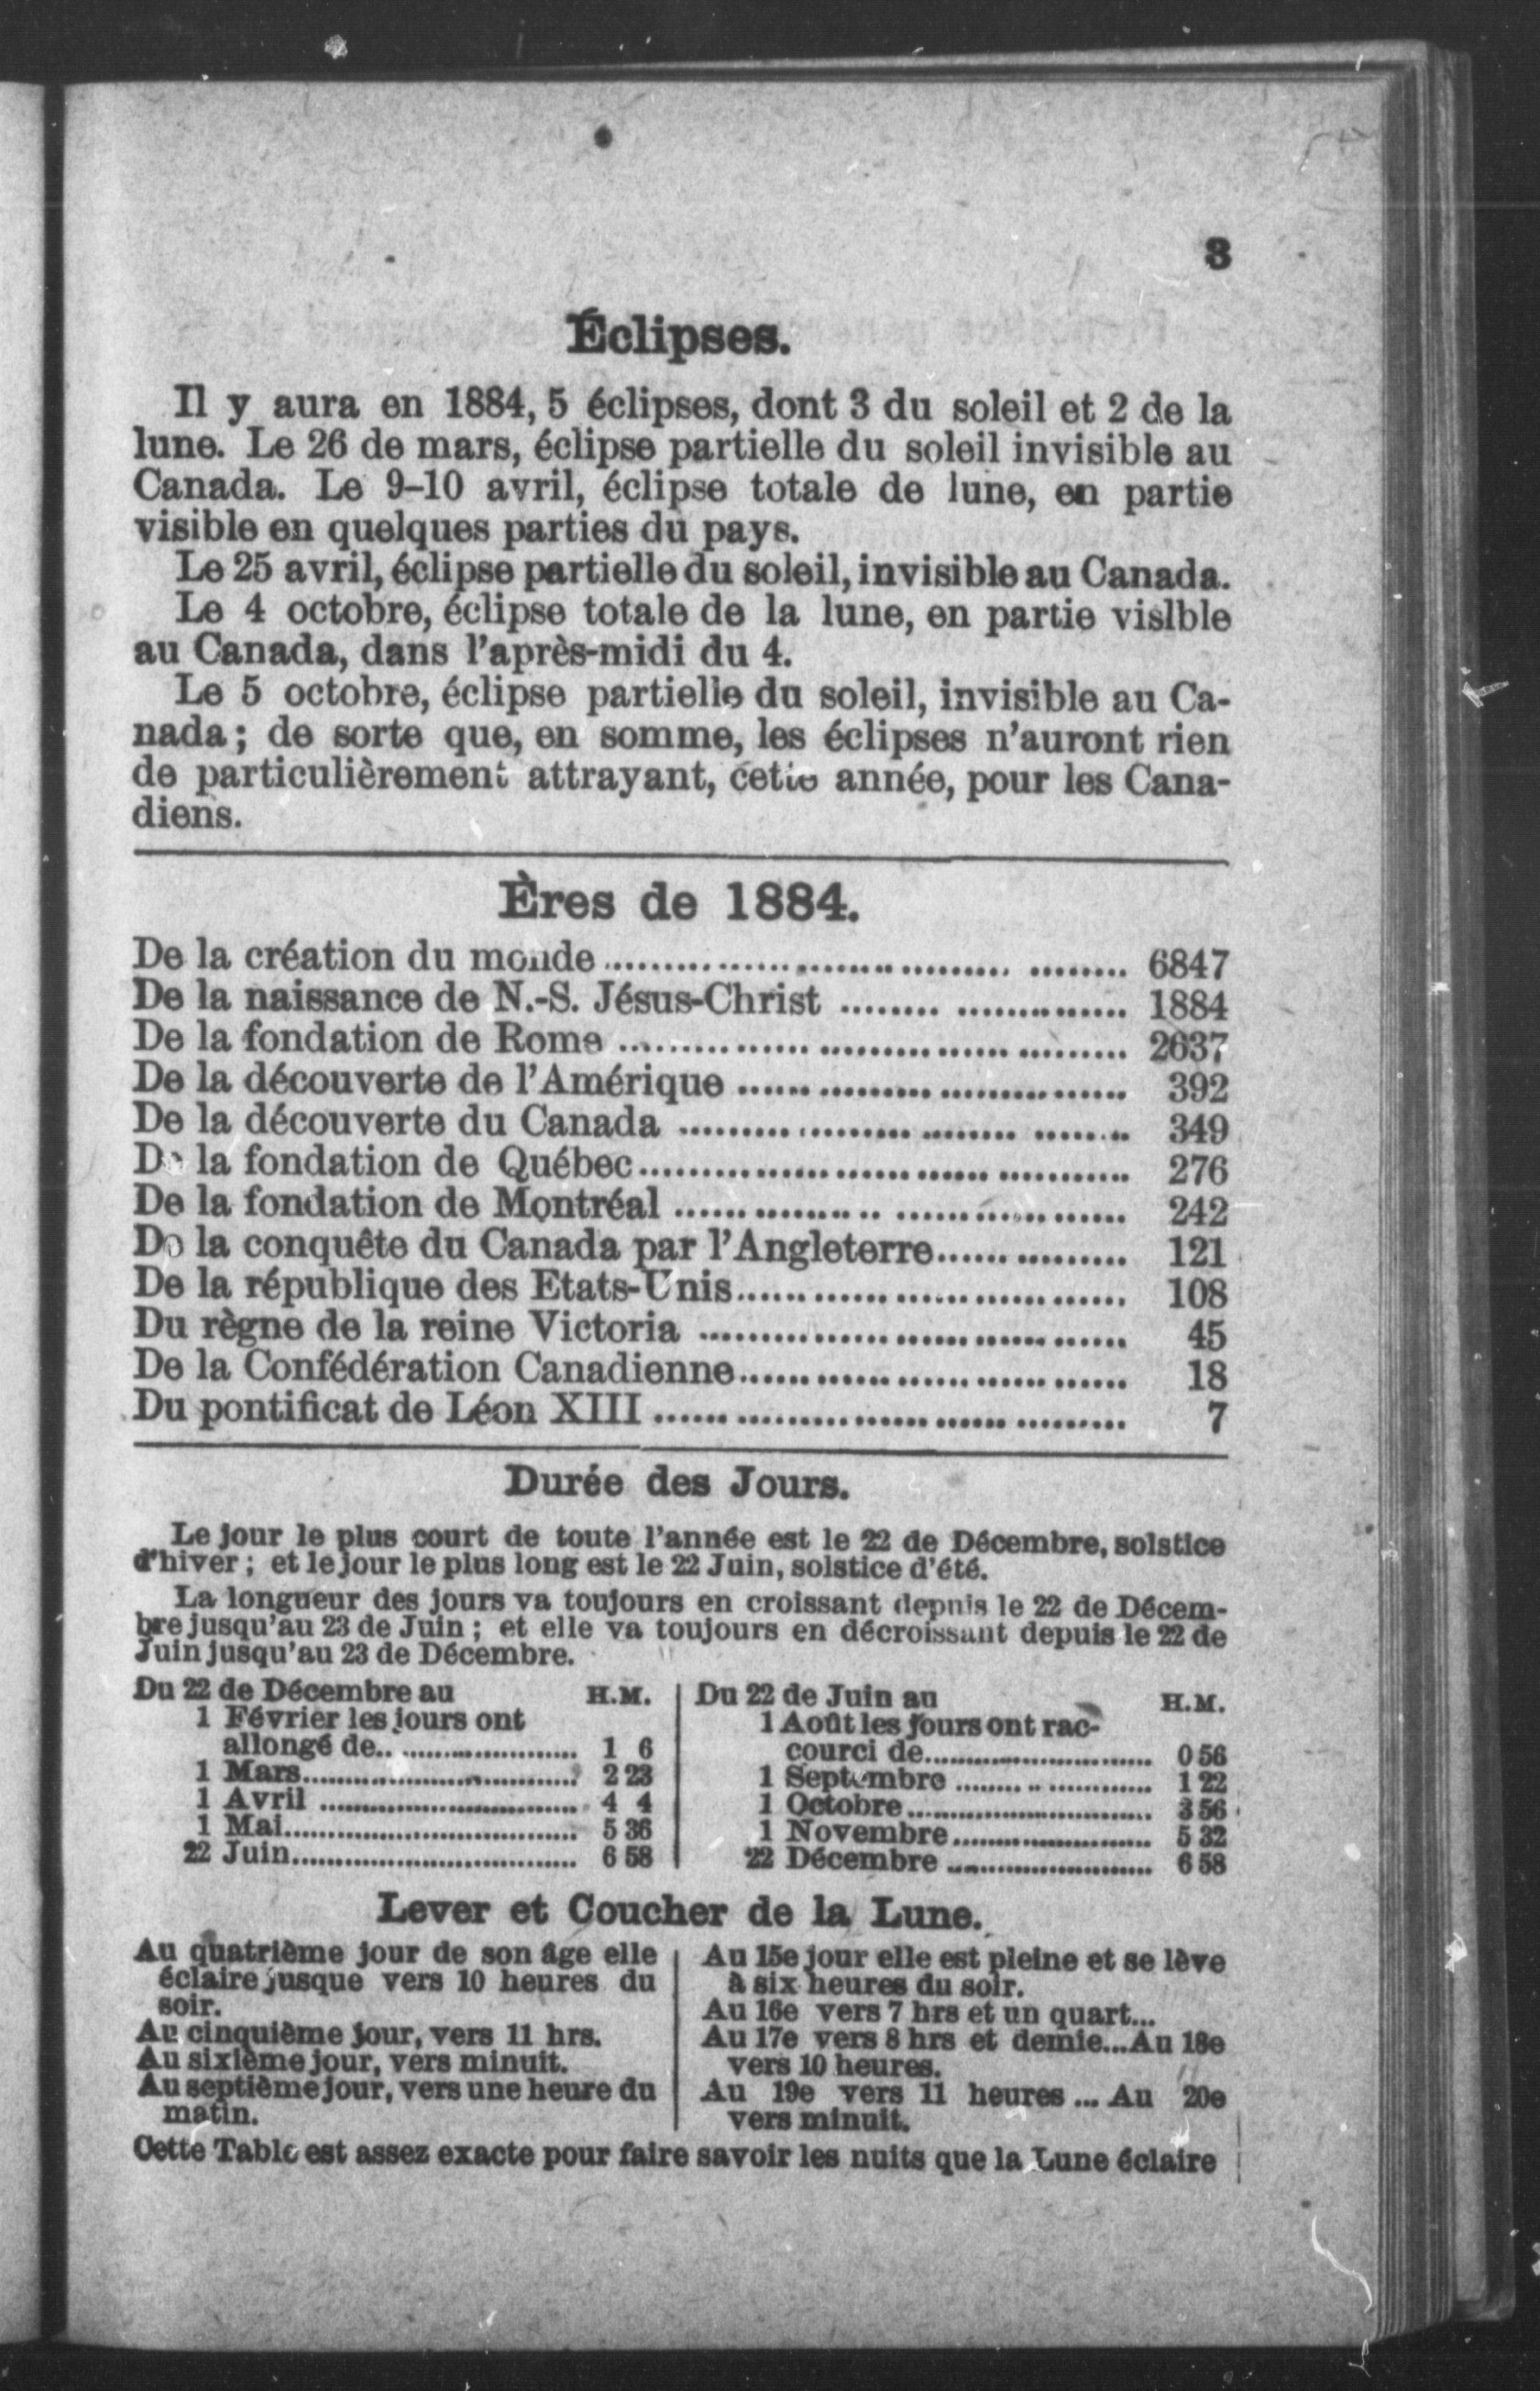 3
Éclipses.
Il y aura en 1884, 5 éclipses, dont 3 du soleil et 2 de la
lune. Le 26 de mars, éclipse partielle du soleil invisible au
Canada. Le 9–10 avril, éclipse totale de lune, en partie
visible en quelques parties du pays.
Le 25 avril, éclipse partielle du soleil, invisible au Canada.
Le 4 octobre, éclipse totale de la lune, en partie visible
au Canada, dans l'après-midi du 4.
Le 5 octobre, éclipse partielle du soleil, invisible au Ca-
nada; de sorte que, en somme, les éclipses n'auront rien
de particulièrement attrayant, cette année, pour les Cana-
diens.
Ères de 1884.
De la création du monde ........ 6847
De la naissance de N.-S. Jésus-Christ ........ 1884
De la fondation de Rome ........ 2637
De la découverte de l'Amérique ........ 392
De la découverte du Canada ........ 349
De la fondation de Québec ........ 276
De la fondation de Montréal ........ 242
De la conquête du Canada par l'Angleterre ........ 121
De la république des Etats-Unis ........ 108
Du règne de la reine Victoria ........ 45
De la Confédération Canadienne ........ 18
Du pontificat de Léon XIII ........ 7
Durée des Jours.
Le jour le plus court de toute l'année est le 22 de Décembre, solstice
d'hiver; et le jour le plus long est le 22 Juin, solstice d'été.
La longueur des jours va toujours en croissant depuis le 22 de Décem-
bre jusqu'au 23 de Juin; et elle va toujours en décroissant depuis le 22 de
Juin jusqu'au 23 de Décembre.
Du 22 de Décembre au H.M.
1 Février les jours ont
allongé de ........ 1 6
1 Mars ........ 2 23
1 Avril ........ 4 4
1 Mai ........ 5 36
22 Juin ........ 6 58
Du 22 de Juin au H.M.
1 Août les jours ont rac-
courci de ........ 0 56
1 Septembre ........ 1 22
1 Octobre ........ 3 56
1 Novembre ........ 5 32
22 Décembre ........ 6 58
Lever et Coucher de la Lune.
Au quatrième jour de son âge elle
éclaire jusque vers 10 heures du
soir.
Au cinquième jour, vers 11 hrs.
Au sixième jour, vers minuit.
Au septième jour, vers une heure du
matin.
Au 15e jour elle est pleine et se lève
à six heures du soir.
Au 16e vers 7 hrs et un quart...
Au 17e vers 8 hrs et demie...Au 18e
vers 10 heures.
Au 19e vers 11 heures ... Au 20e
vers minuit.
Cette Table est assez exacte pour faire savoir les nuits que la Lune éclaire